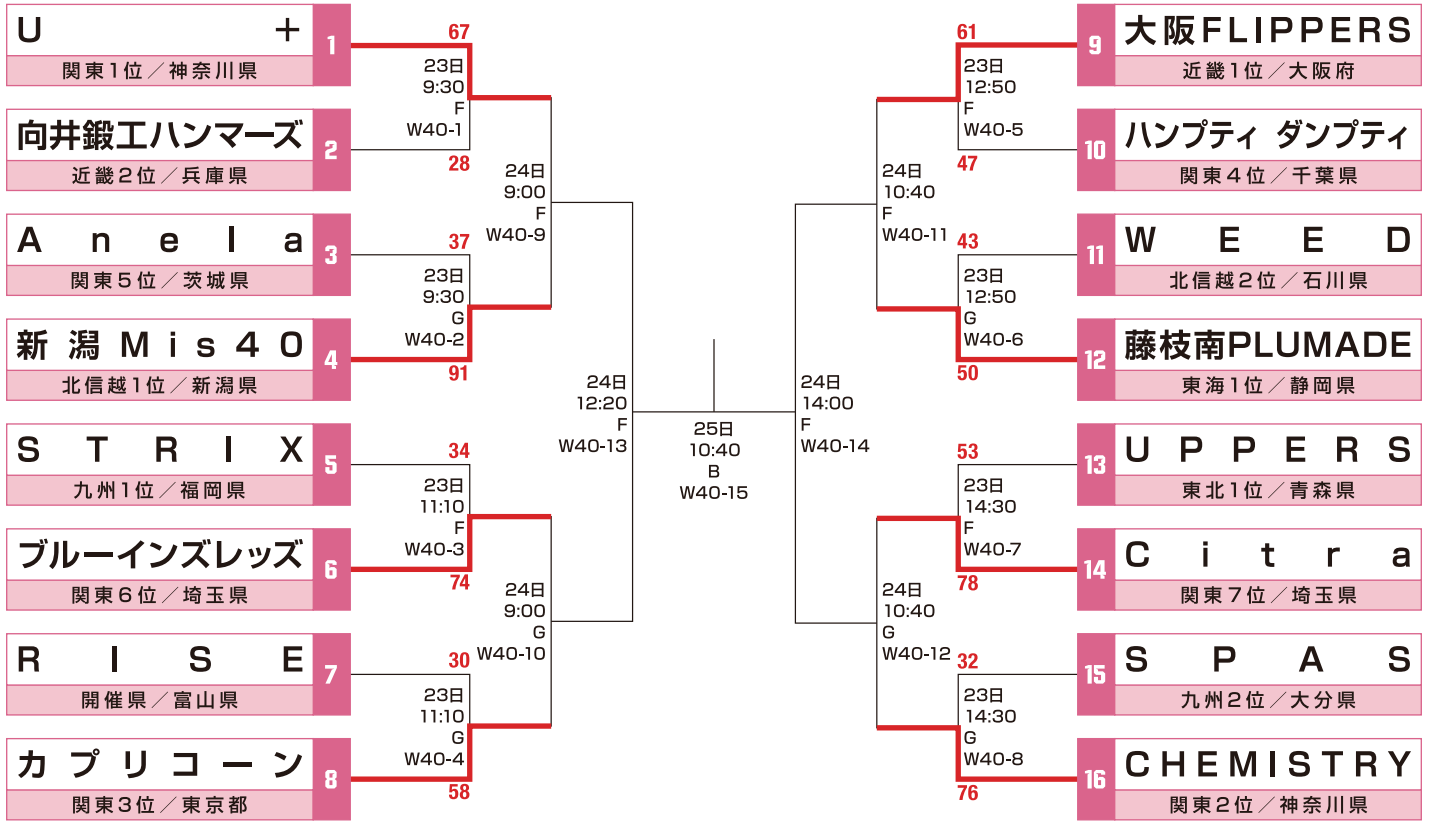 U +
1
関東1位／神奈川県
67
23日
9:30
F
W40-1
向井鍛工ハンマーズ
2
近畿2位／兵庫県
28
24日
9:00
F
W40-9
Anela
3
関東5位／茨城県
37
23日
9:30
G
W40-2
新潟Mis40
4
北信越1位／新潟県
91
24日
12:20
F
W40-13
STRIX
5
九州1位／福岡県
34
23日
11:10
F
W40-3
ブルーインズレッズ
6
関東6位／埼玉県
74
24日
9:00
G
W40-10
RISE
7
開催県／富山県
30
23日
11:10
G
W40-4
カプリコーン
8
関東3位／東京都
58
25日
10:40
B
W40-15
61
9
大阪FLIPPERS
近畿1位／大阪府
23日
12:50
F
W40-5
10
ハンプティ ダンプティ
関東4位／千葉県
47
24日
10:40
F
W40-11
43
11
WEED
北信越2位／石川県
23日
12:50
G
W40-6
12
藤枝南PLUMADE
東海1位／静岡県
50
24日
14:00
F
W40-14
53
13
UPPERS
東北1位／青森県
23日
14:30
F
W40-7
14
Citra
関東7位／埼玉県
78
24日
10:40
G
W40-12
32
15
SPAS
九州2位／大分県
23日
14:30
G
W40-8
16
CHEMISTRY
関東2位／神奈川県
76